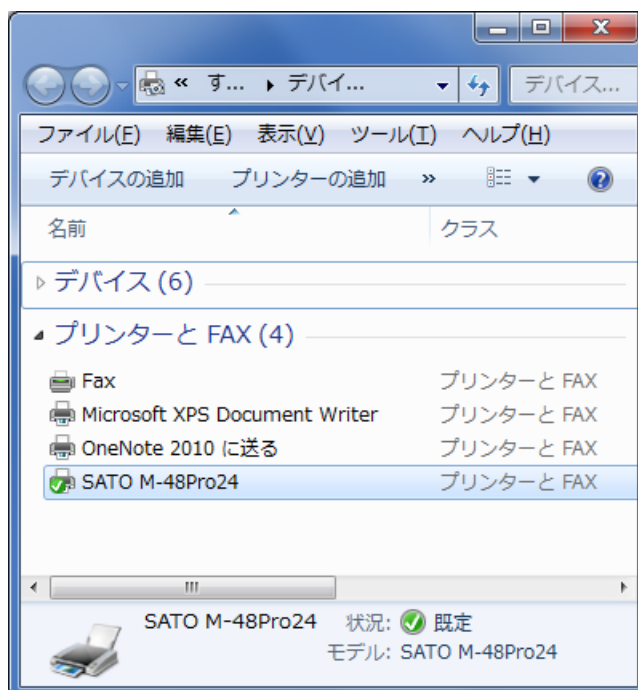 « す... ▸ デバイ... デバイス...
ファイル(F) 編集(E) 表示(V) ツール(T) ヘルプ(H)
デバイスの追加 プリンターの追加 »
名前 クラス
デバイス (6)
プリンターと FAX (4)
Fax プリンターと FAX
Microsoft XPS Document Writer プリンターと FAX
OneNote 2010 に送る プリンターと FAX
SATO M-48Pro24 プリンターと FAX
SATO M-48Pro24 状況: 既定
モデル: SATO M-48Pro24